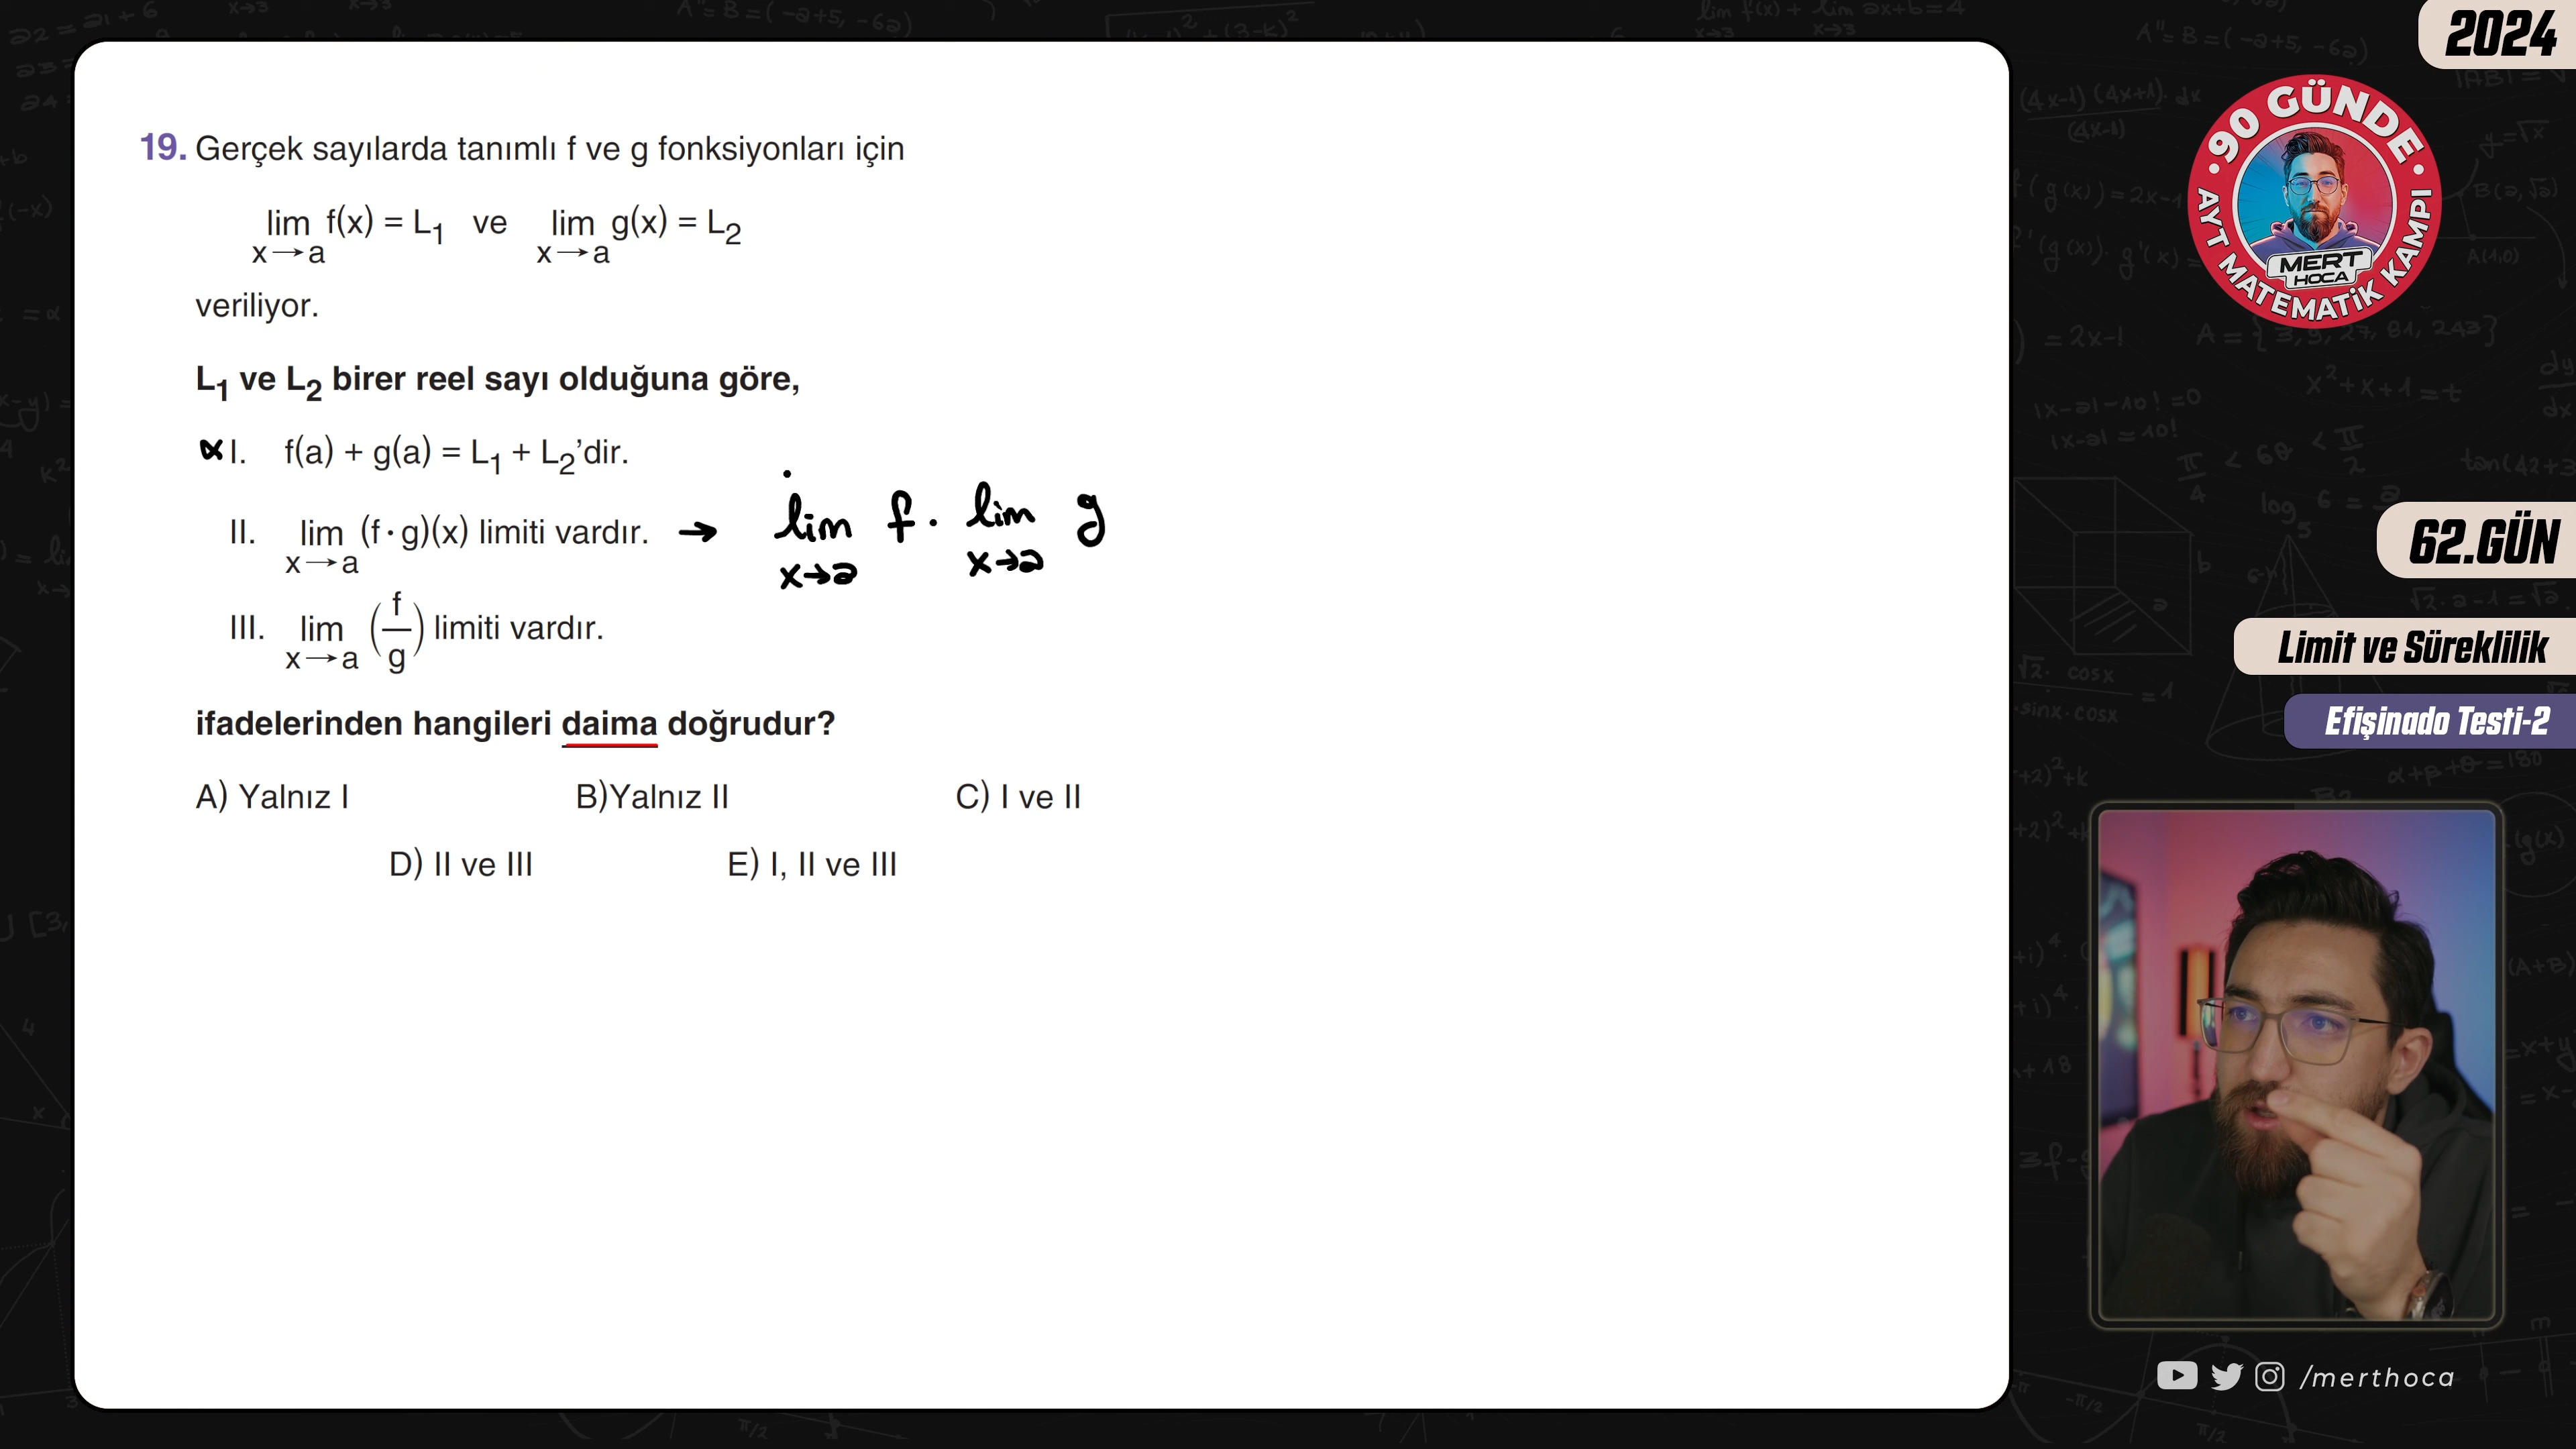 2024
90 GÜNDE
AYT MATEMATİK KAMPI
MERT
HOCA
19. Gerçek sayılarda tanımlı f ve g fonksiyonları için
lim f(x) = L1 ve lim g(x) = L2
x→a x→a
veriliyor.
L1 ve L2 birer reel sayı olduğuna göre,
I. f(a) + g(a) = L1 + L2'dir.
II. lim (f·g)(x) limiti vardır. → lim f. lim g
x→a x→a x→a
III. lim (f/g) limiti vardır.
x→a
ifadelerinden hangileri daima doğrudur?
A) Yalnız I B)Yalnız II C) I ve II
D) II ve III E) I, II ve III
62.GÜN
Limit ve Süreklilik
Efişinado Testi-2
/merthoca